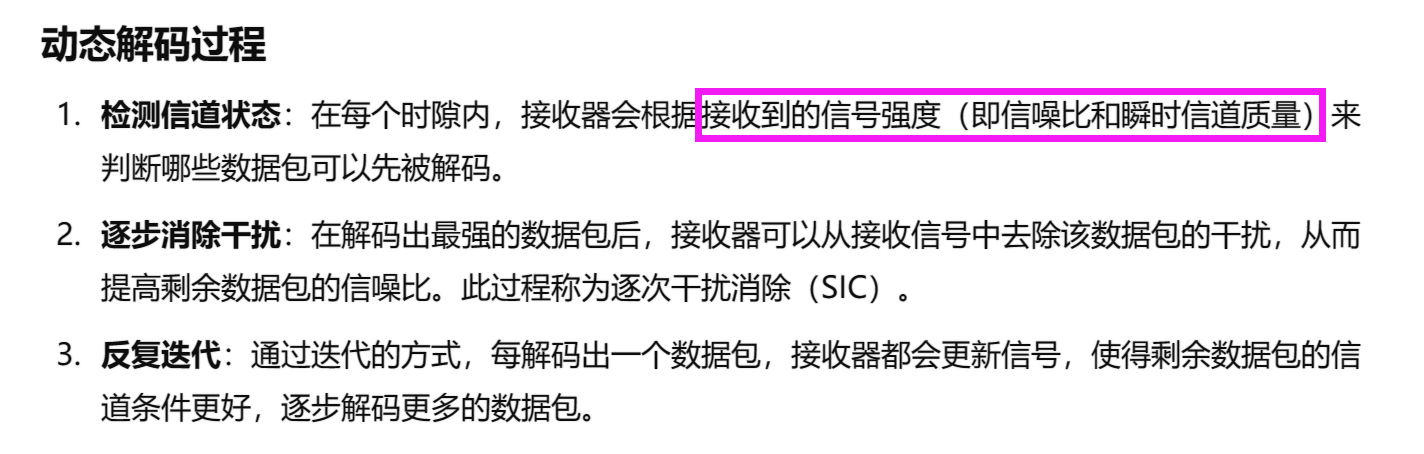 动态解码过程
1. 检测信道状态：在每个时隙内，接收器会根据接收到的信号强度（即信噪比和瞬时信道质量）来
判断哪些数据包可以先被解码。
2. 逐步消除干扰：在解码出最强的数据包后，接收器可以从接收信号中去除该数据包的干扰，从而
提高剩余数据包的信噪比。此过程称为逐次干扰消除（SIC）。
3. 反复迭代：通过迭代的方式，每解码出一个数据包，接收器都会更新信号，使得剩余数据包的信
道条件更好，逐步解码更多的数据包。